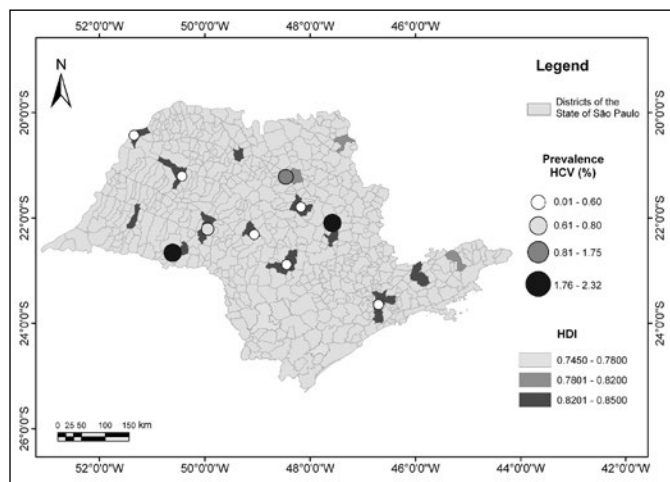 52°0'0"W 50°0'0"W 48°0'0"W 46°0'0"W
N
Legend
Districts of the
State of São Paulo
Prevalence
HCV (%)
0.01 - 0.60
0.61 - 0.80
0.81 - 1.75
1.76 - 2.32
HDI
0.7450 - 0.7800
0.7801 - 0.8200
0.8201 - 0.8500
20°0'0"S
22°0'0"S
24°0'0"S
26°0'0"S
20°0'0"S
22°0'0"S
24°0'0"S
26°0'0"S
0 25 50 100 150 km
52°0'0"W 50°0'0"W 48°0'0"W 46°0'0"W 44°0'0"W 42°0'0"W